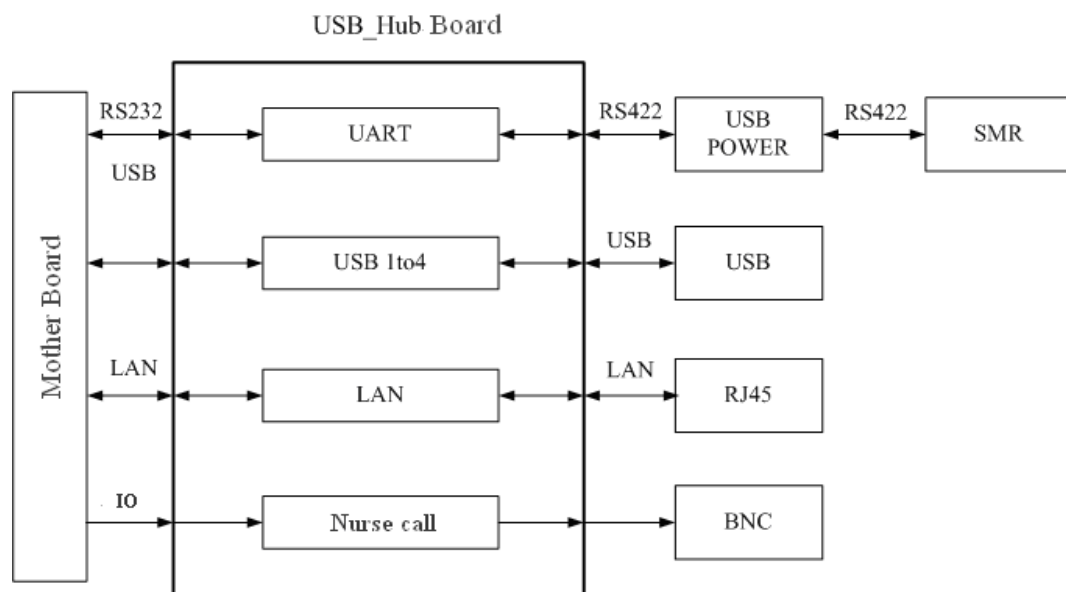 USB_Hub Board
RS232
UART
RS422
USB
POWER
RS422
SMR
USB
USB 1to4
USB
USB
Mother Board
LAN
LAN
LAN
RJ45
IO
Nurse call
BNC